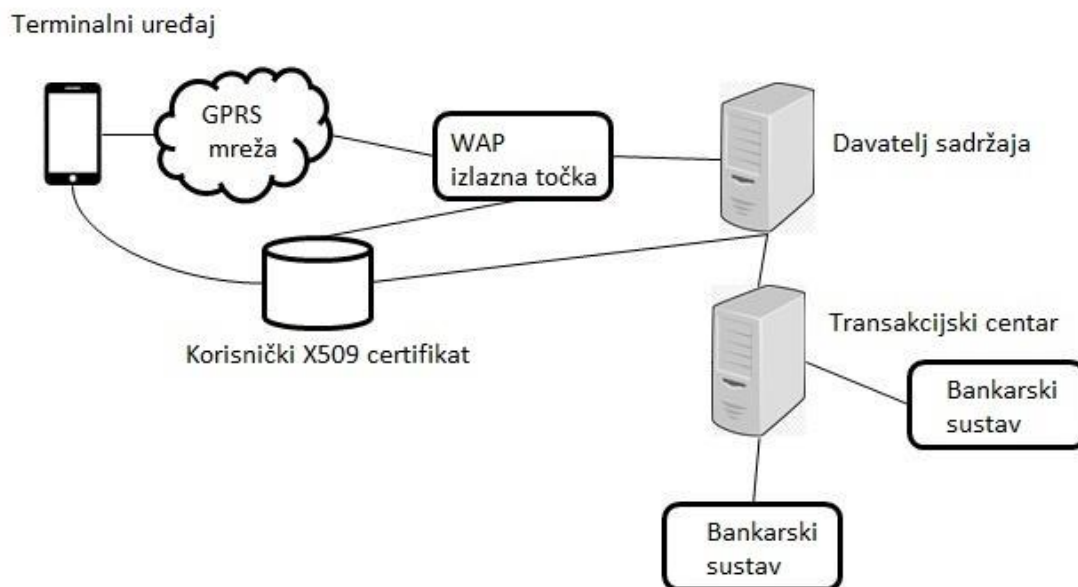 Terminalni uređaj
GPRS
mreža
WAP
izlazna točka
Davatelj sadržaja
Korisnički X509 certifikat
Transakcijski centar
Bankarski
sustav
Bankarski
sustav